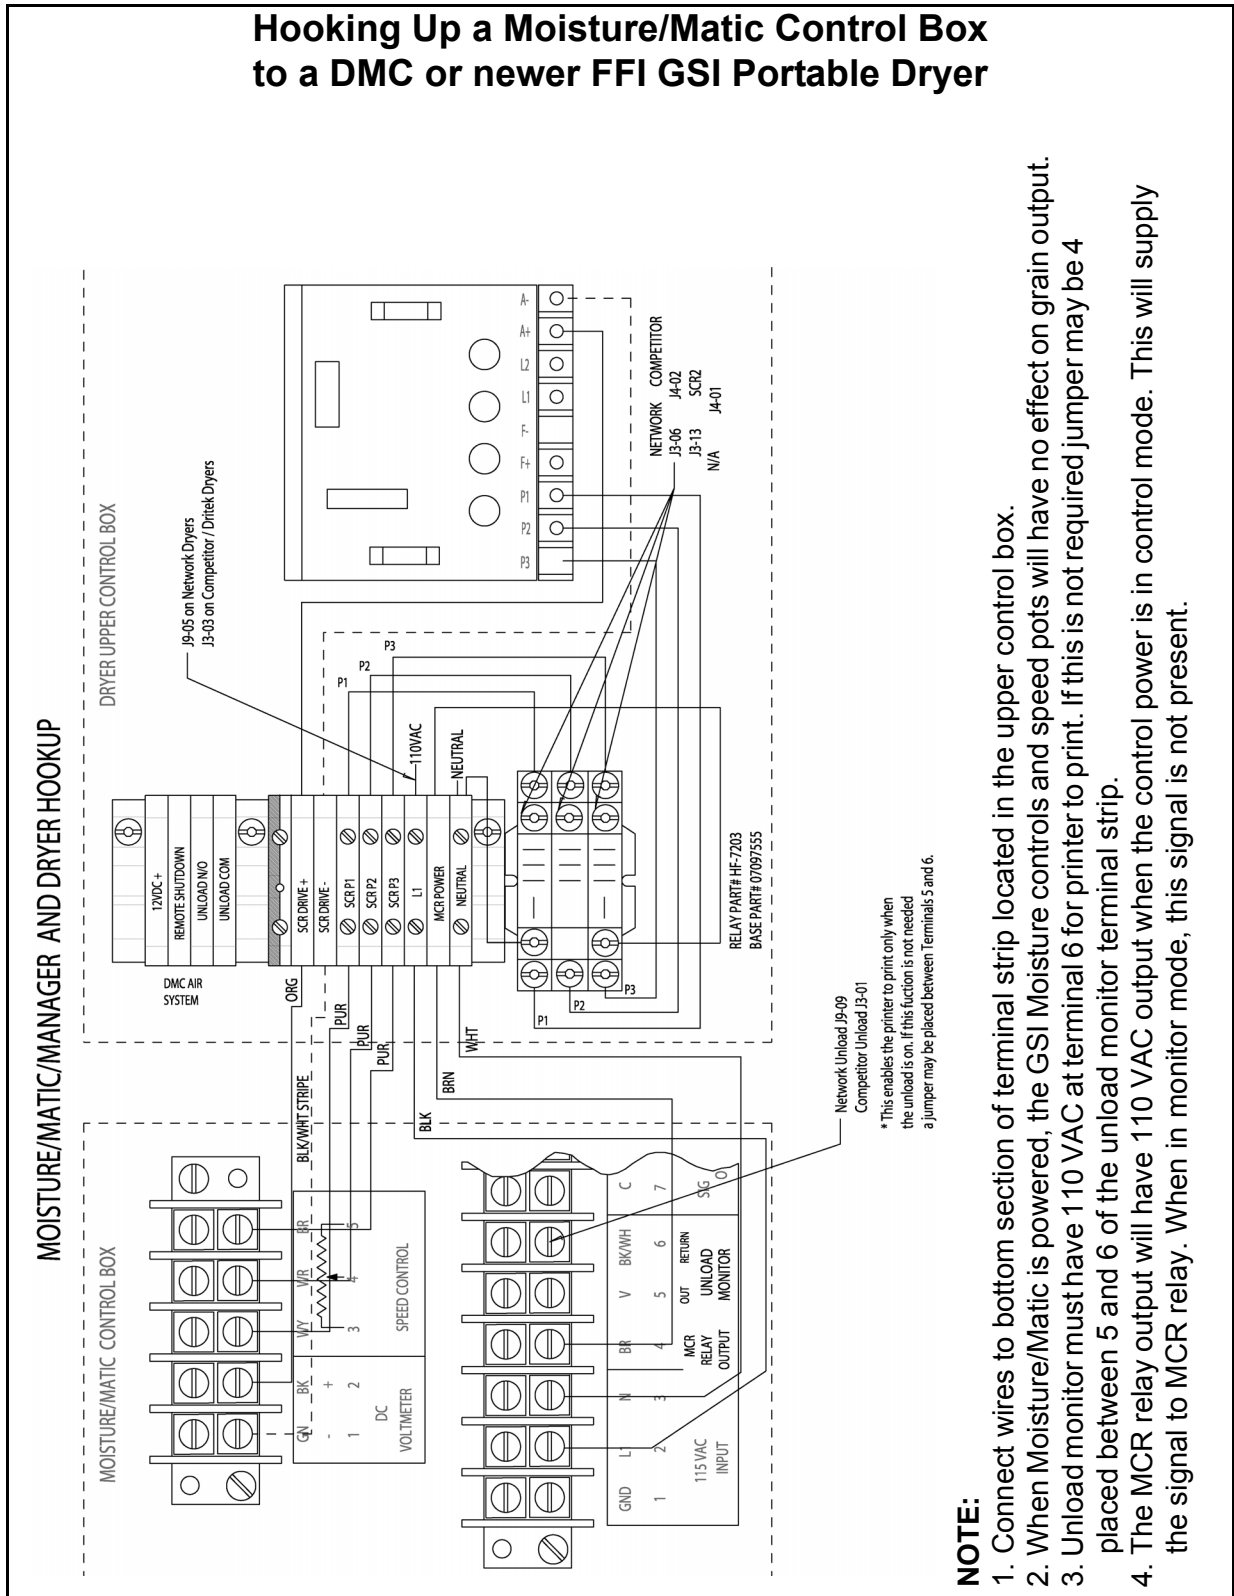 Hooking Up a Moisture/Matic Control Box
to a DMC or newer FFI GSI Portable Dryer
MOISTURE/MATIC/MANAGER AND DRYER HOOKUP
MOISTURE/MATIC CONTROL BOX
DRYER UPPER CONTROL BOX
J9-05 on Network Dryers
J3-03 on Competitor / Dritek Dryers
12VDC +
REMOTE SHUTDOWN
UNLOAD N/O
UNLOAD COM
DMC AIR
SYSTEM
SCR DRIVE +
SCR DRIVE -
SCR P1
SCR P2
SCR P3
L1
MCR POWER
NEUTRAL
P1
P2
P3
110VAC
NEUTRAL
A-
A+
L2
L1
F-
F+
P1
P2
P3
NETWORK COMPETITOR
J3-06 J4-02
J3-13 SCR2
N/A J4-01
RELAY PART# HF-7203
BASE PART# 07097555
P1
P2
P3
ORG
BLK/WHT STRIPE
PUR
PUR
PUR
BLK
BRN
WHT
GN BK WY WR BR
- +
1 2 3 4 5
DC
VOLTMETER
SPEED CONTROL
GND L1 N BR V BK/WH C
1 2 3 4 5 6 7
115 VAC
INPUT
MCR
RELAY
OUTPUT
OUT RETURN
UNLOAD
MONITOR
SIG
O
Network Unload J9-09
Competitor Unload J3-01
* This enables the printer to print only when
the unload is on. If this fuction is not needed
a jumper may be placed between Terminals 5 and 6.
NOTE:
1. Connect wires to bottom section of terminal strip located in the upper control box.
2. When Moisture/Matic is powered, the GSI Moisture controls and speed pots will have no effect on grain output.
3. Unload monitor must have 110 VAC at terminal 6 for printer to print. If this is not required jumper may be 4
placed between 5 and 6 of the unload monitor terminal strip.
4. The MCR relay output will have 110 VAC output when the control power is in control mode. This will supply
the signal to MCR relay. When in monitor mode, this signal is not present.